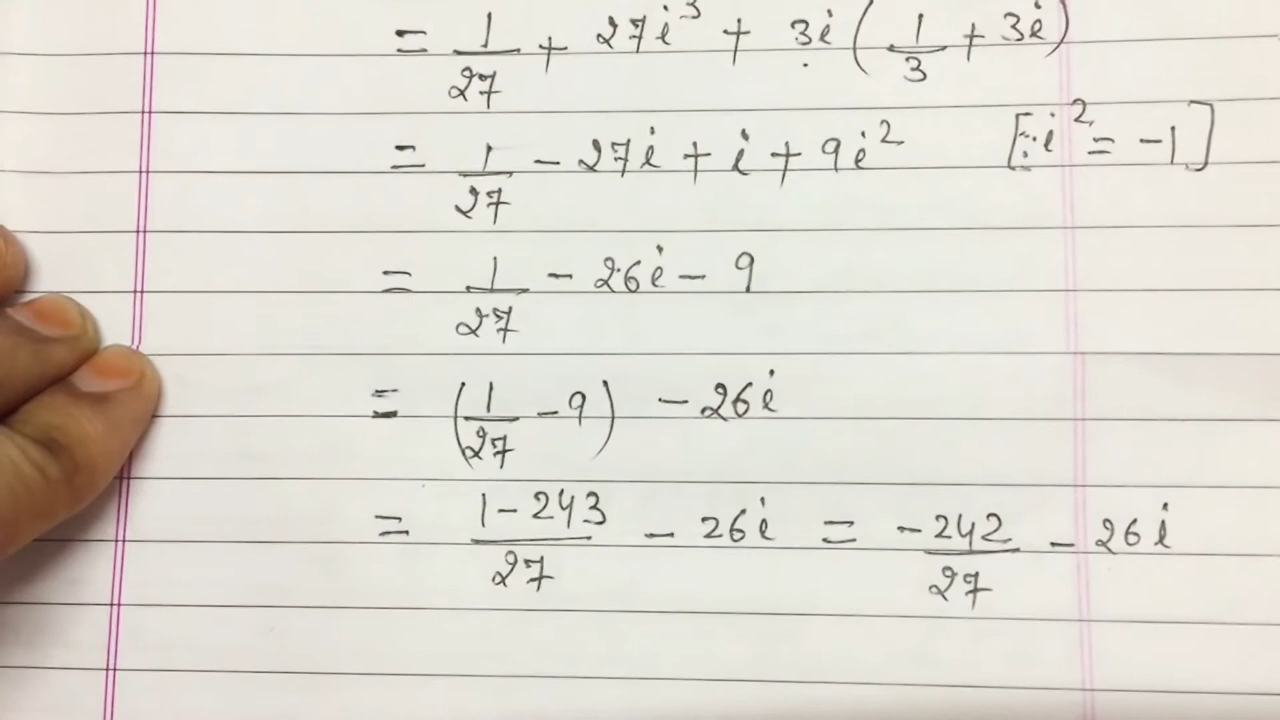 = 1/27 + 27i³ + 3i (1/3 + 3i)
= 1/27 - 27i + i + 9i² [∵ i² = -1]
= 1/27 - 26i - 9
= (1/27 - 9) - 26i
= 1-243/27 - 26i = -242/27 - 26i